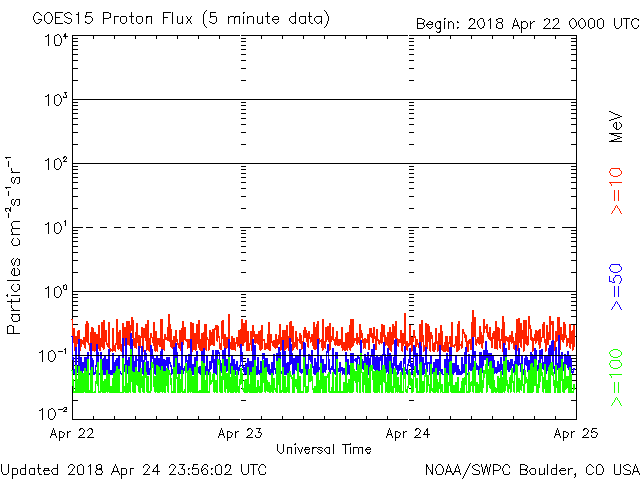 GOES15 Proton Flux (5 minute data)
Begin: 2018 Apr 22 0000 UTC
10⁴
10³
10²
10¹
10⁰
10⁻¹
10⁻²
Particles cm⁻²s⁻¹sr⁻¹
MeV
>=10
>=50
>=100
Apr 22
Apr 23
Apr 24
Apr 25
Universal Time
Updated 2018 Apr 24 23:56:02 UTC
NOAA/SWPC Boulder, CO USA